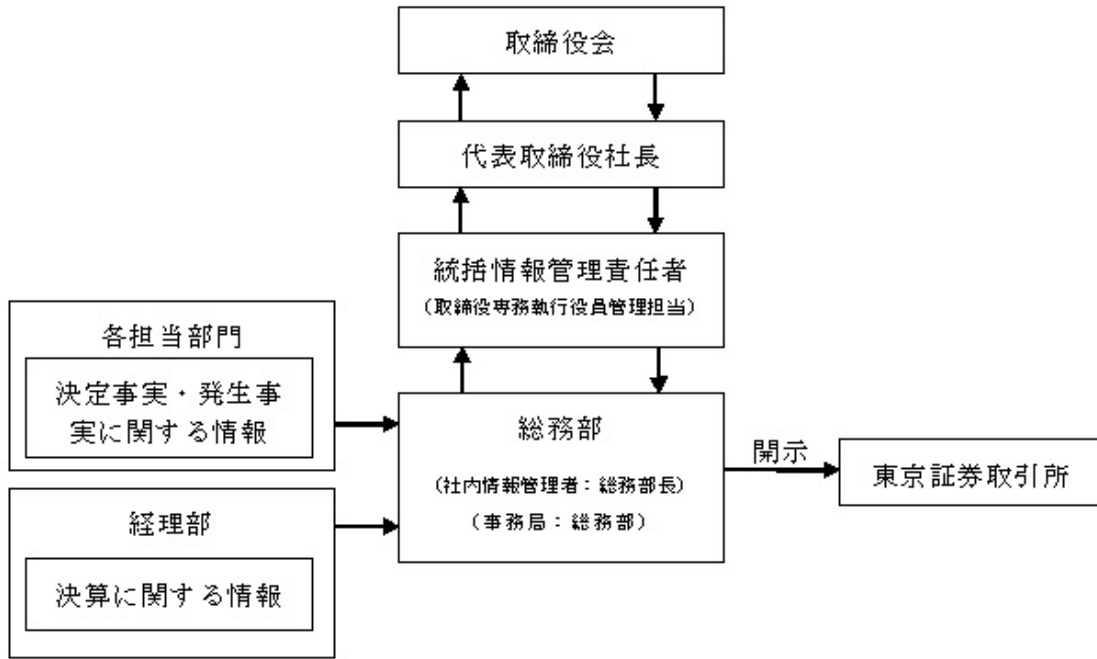 取締役会
代表取締役社長
統括情報管理責任者
（取締役専務執行役員管理担当）
各担当部門
決定事実・発生事
実に関する情報
総務部
（社内情報管理者：総務部長）
（事務局：総務部）
開示
東京証券取引所
経理部
決算に関する情報